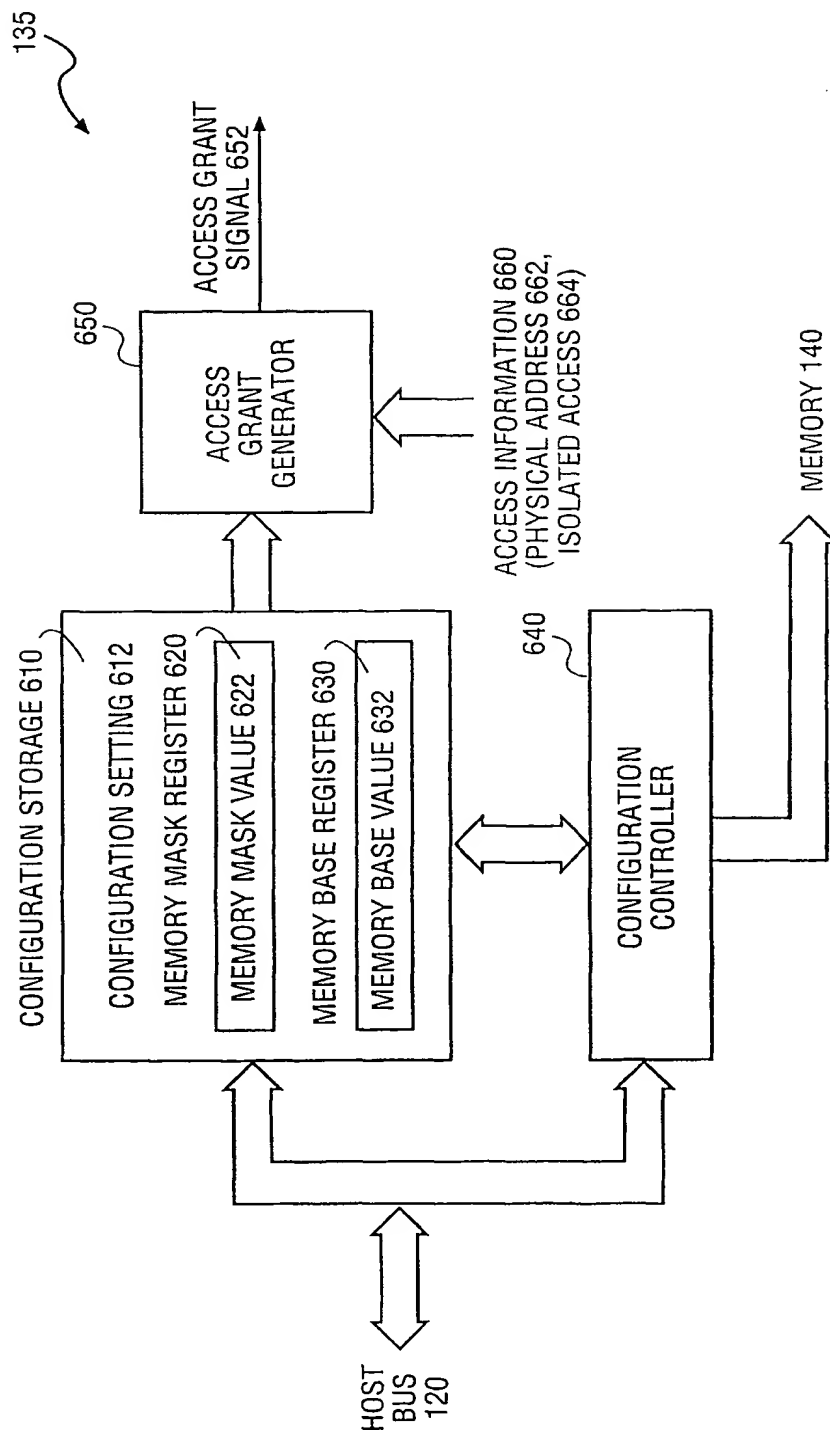 135
HOST
BUS
120
CONFIGURATION STORAGE 610
CONFIGURATION SETTING 612
MEMORY MASK REGISTER 620
MEMORY MASK VALUE 622
MEMORY BASE REGISTER 630
MEMORY BASE VALUE 632
650
ACCESS
GRANT
GENERATOR
ACCESS GRANT
SIGNAL 652
ACCESS INFORMATION 660
(PHYSICAL ADDRESS 662,
ISOLATED ACCESS 664)
640
CONFIGURATION
CONTROLLER
MEMORY 140